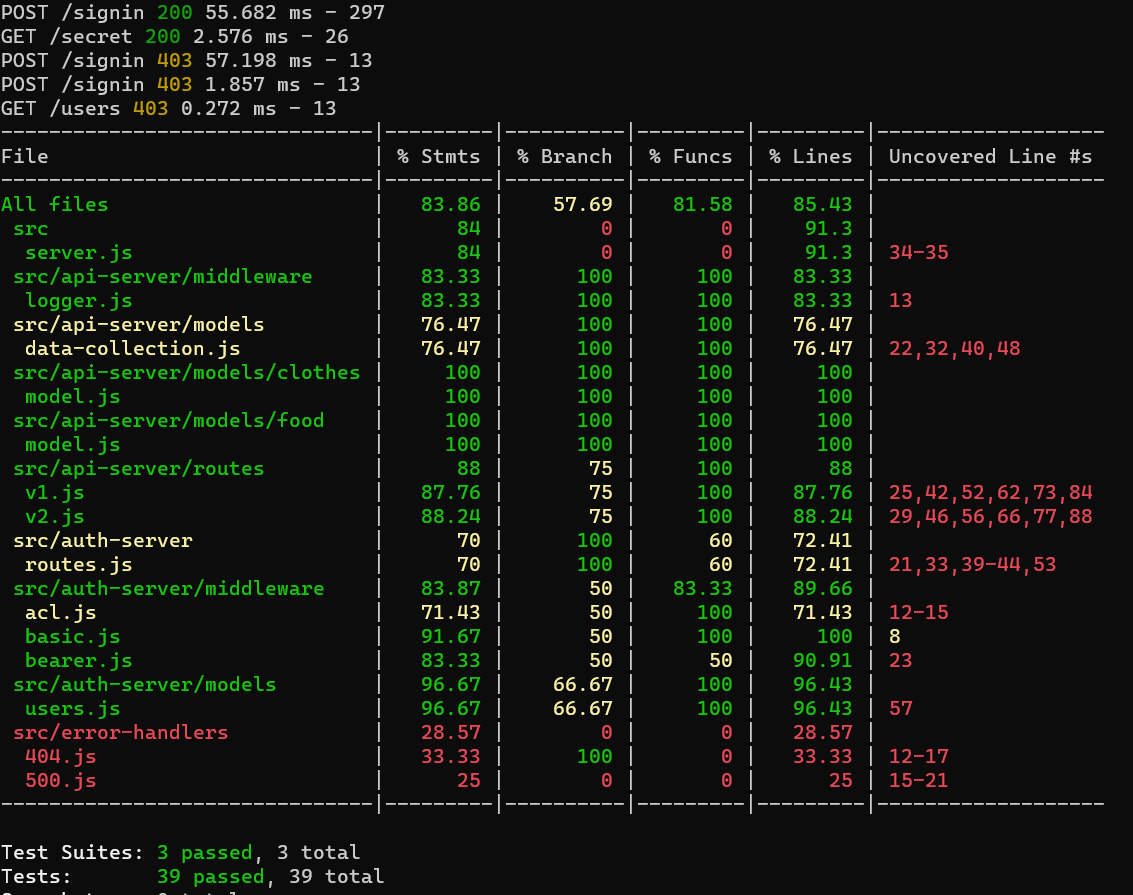 POST /signin 200 55.682 ms - 297
GET /secret 200 2.576 ms - 26
POST /signin 403 57.198 ms - 13
POST /signin 403 1.857 ms - 13
GET /users 403 0.272 ms - 13
-------------------------------|---------|----------|---------|---------|-------------------
File                           | % Stmts | % Branch | % Funcs | % Lines | Uncovered Line #s
-------------------------------|---------|----------|---------|---------|-------------------
All files                      |   83.86 |    57.69 |   81.58 |   85.43 |
 src                           |      84 |        0 |       0 |    91.3 |
  server.js                    |      84 |        0 |       0 |    91.3 | 34-35
 src/api-server/middleware     |   83.33 |      100 |     100 |   83.33 |
  logger.js                    |   83.33 |      100 |     100 |   83.33 | 13
 src/api-server/models         |   76.47 |      100 |     100 |   76.47 |
  data-collection.js           |   76.47 |      100 |     100 |   76.47 | 22,32,40,48
 src/api-server/models/clothes |     100 |      100 |     100 |     100 |
  model.js                     |     100 |      100 |     100 |     100 |
 src/api-server/models/food    |     100 |      100 |     100 |     100 |
  model.js                     |     100 |      100 |     100 |     100 |
 src/api-server/routes         |      88 |       75 |     100 |      88 |
  v1.js                        |   87.76 |       75 |     100 |   87.76 | 25,42,52,62,73,84
  v2.js                        |   88.24 |       75 |     100 |   88.24 | 29,46,56,66,77,88
 src/auth-server               |      70 |      100 |      60 |   72.41 |
  routes.js                    |      70 |      100 |      60 |   72.41 | 21,33,39-44,53
 src/auth-server/middleware    |   83.87 |       50 |   83.33 |   89.66 |
  acl.js                       |   71.43 |       50 |     100 |   71.43 | 12-15
  basic.js                     |   91.67 |       50 |     100 |     100 | 8
  bearer.js                    |   83.33 |       50 |      50 |   90.91 | 23
 src/auth-server/models        |   96.67 |    66.67 |     100 |   96.43 |
  users.js                     |   96.67 |    66.67 |     100 |   96.43 | 57
 src/error-handlers            |   28.57 |        0 |       0 |   28.57 |
  404.js                       |   33.33 |      100 |       0 |   33.33 | 12-17
  500.js                       |      25 |        0 |       0 |      25 | 15-21
-------------------------------|---------|----------|---------|---------|-------------------
Test Suites: 3 passed, 3 total
Tests:       39 passed, 39 total